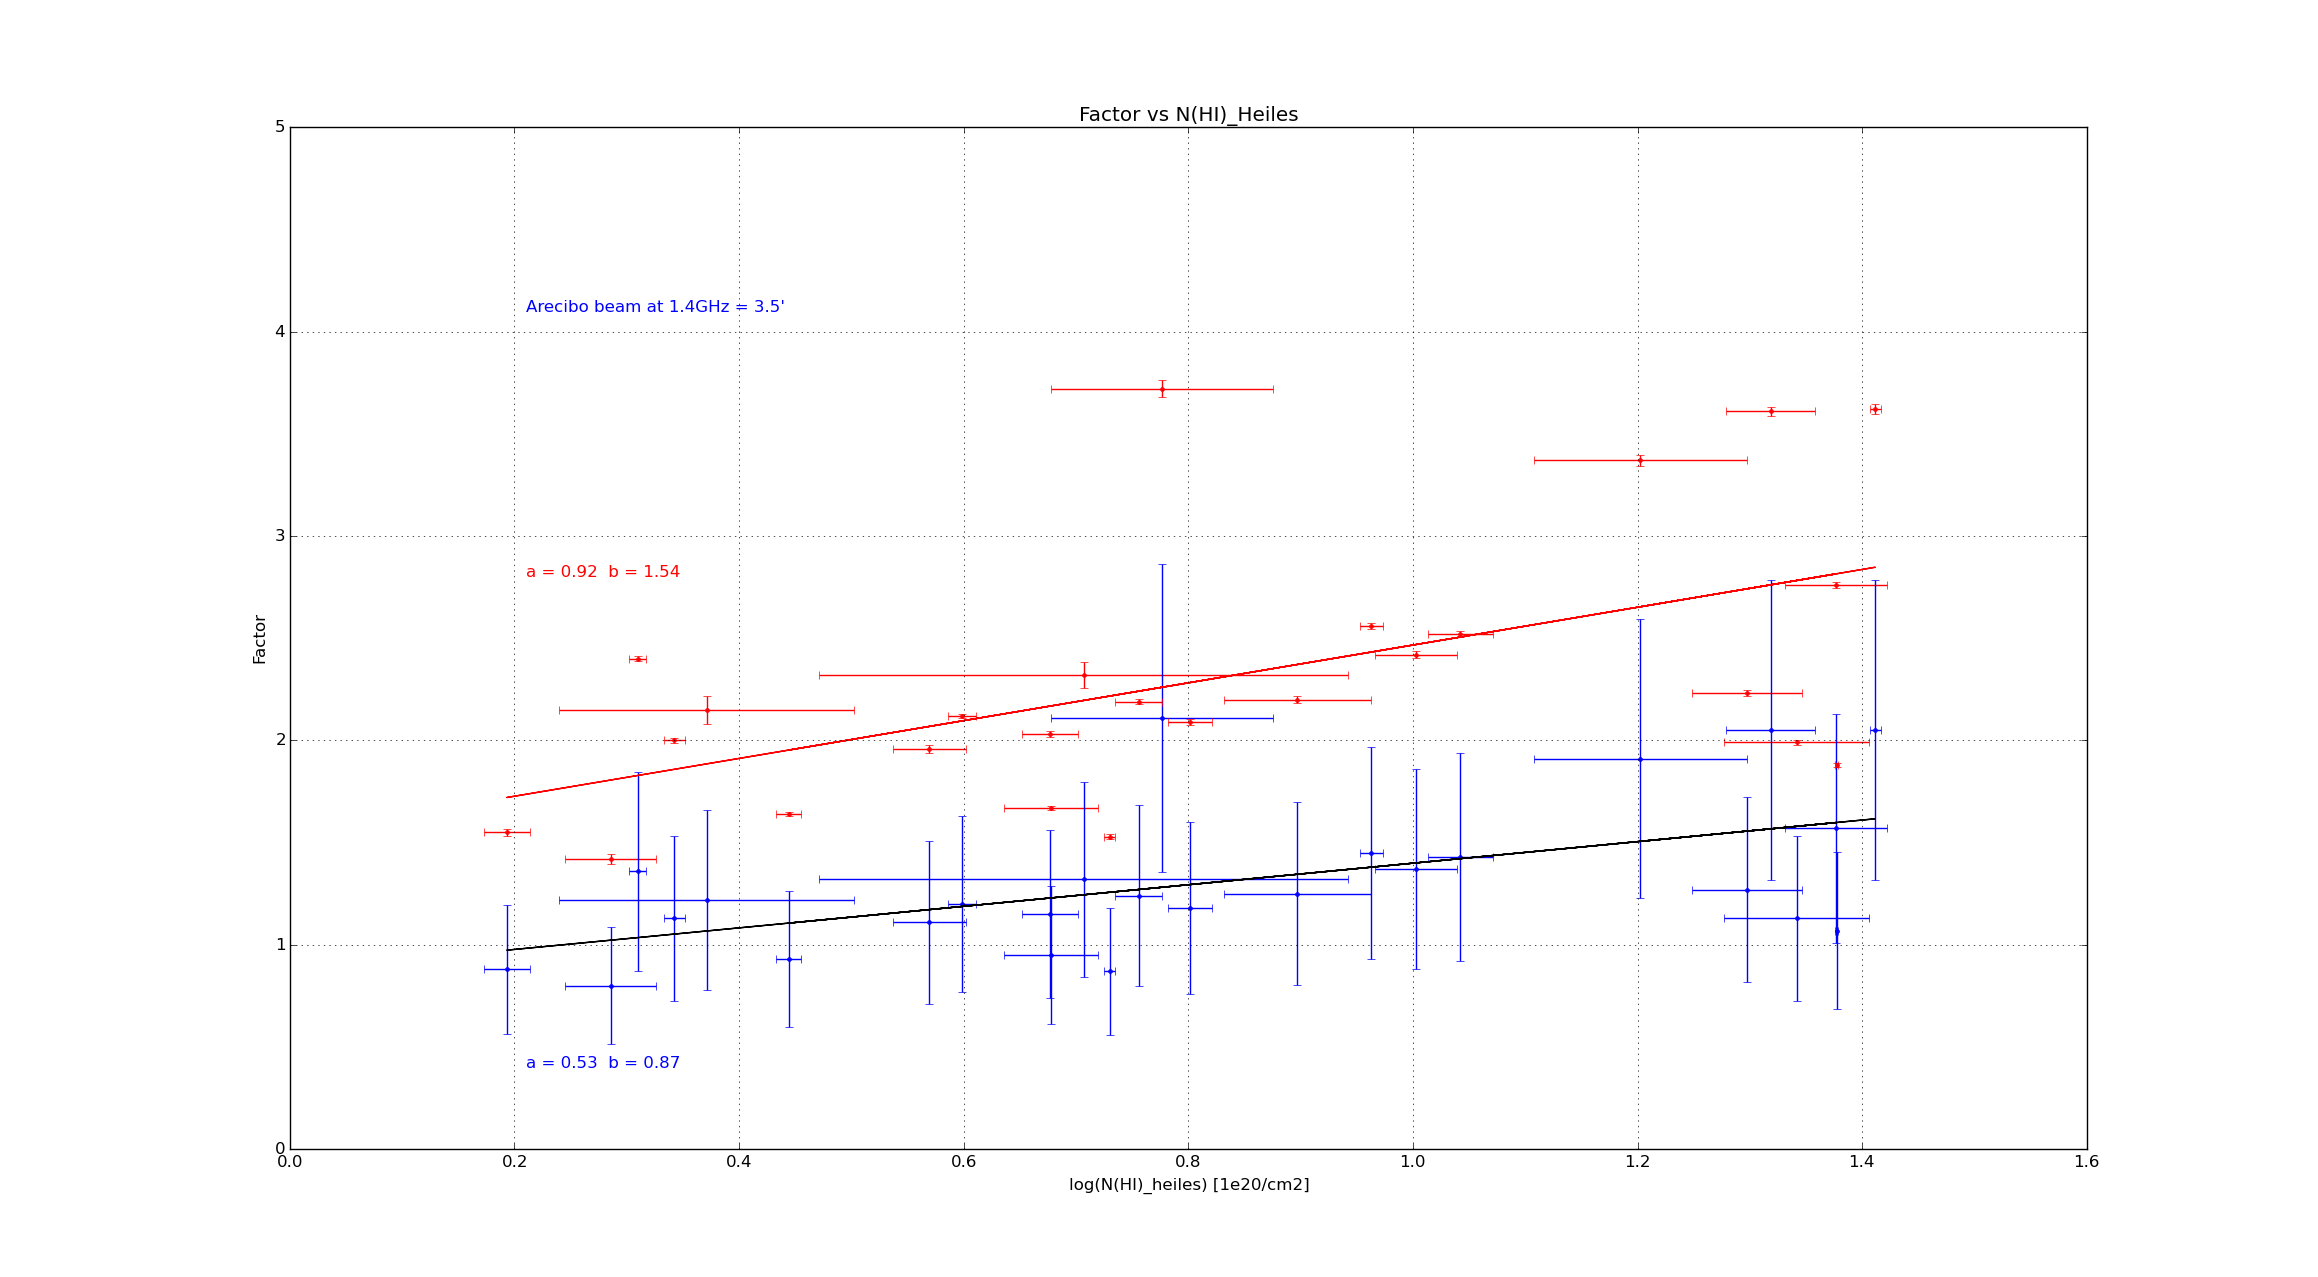 Factor vs N(HI)_Heiles
5
Arecibo beam at 1.4GHz = 3.5'
4
3
a = 0.92  b = 1.54
Factor
2
1
a = 0.53  b = 0.87
0
0.0 0.2 0.4 0.6 0.8 1.0 1.2 1.4 1.6
log(N(HI)_heiles) [1e20/cm2]